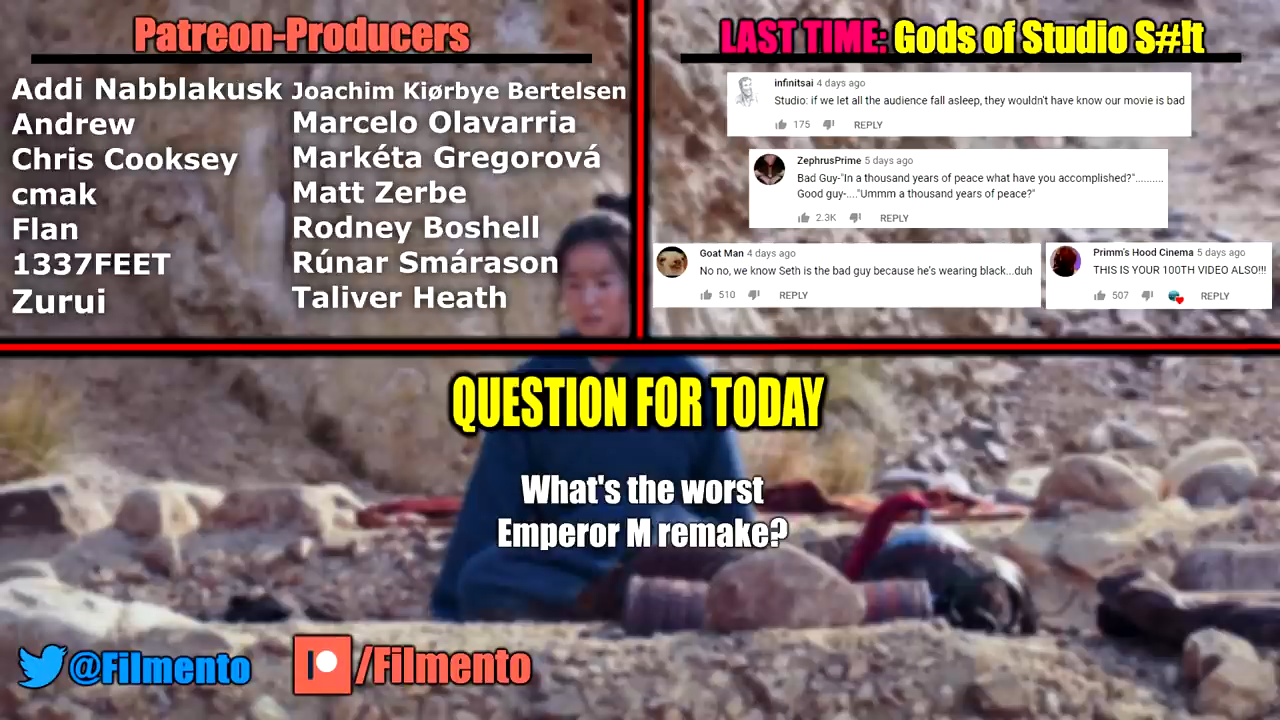 Patreon-Producers
Addi Nabblakusk
Andrew
Chris Cooksey
cmak
Flan
1337FEET
Zurui
Joachim Kiørbye Bertelsen
Marcelo Olavarria
Markéta Gregorová
Matt Zerbe
Rodney Boshell
Rúnar Smárason
Taliver Heath
LAST TIME: Gods of Studio S#!t
infinitsai 4 days ago
Studio: if we let all the audience fall asleep, they wouldn't have know our movie is bad
175 REPLY
ZephrusPrime 5 days ago
Bad Guy-"In a thousand years of peace what have you accomplished?"..........
Good guy-...."Ummm a thousand years of peace?"
2.3K REPLY
Goat Man 4 days ago
No no, we know Seth is the bad guy because he's wearing black...duh
510 REPLY
Primm's Hood Cinema 5 days ago
THIS IS YOUR 100TH VIDEO ALSO!!!
507 REPLY
QUESTION FOR TODAY
What's the worst
Emperor M remake?
@Filmento
/Filmento